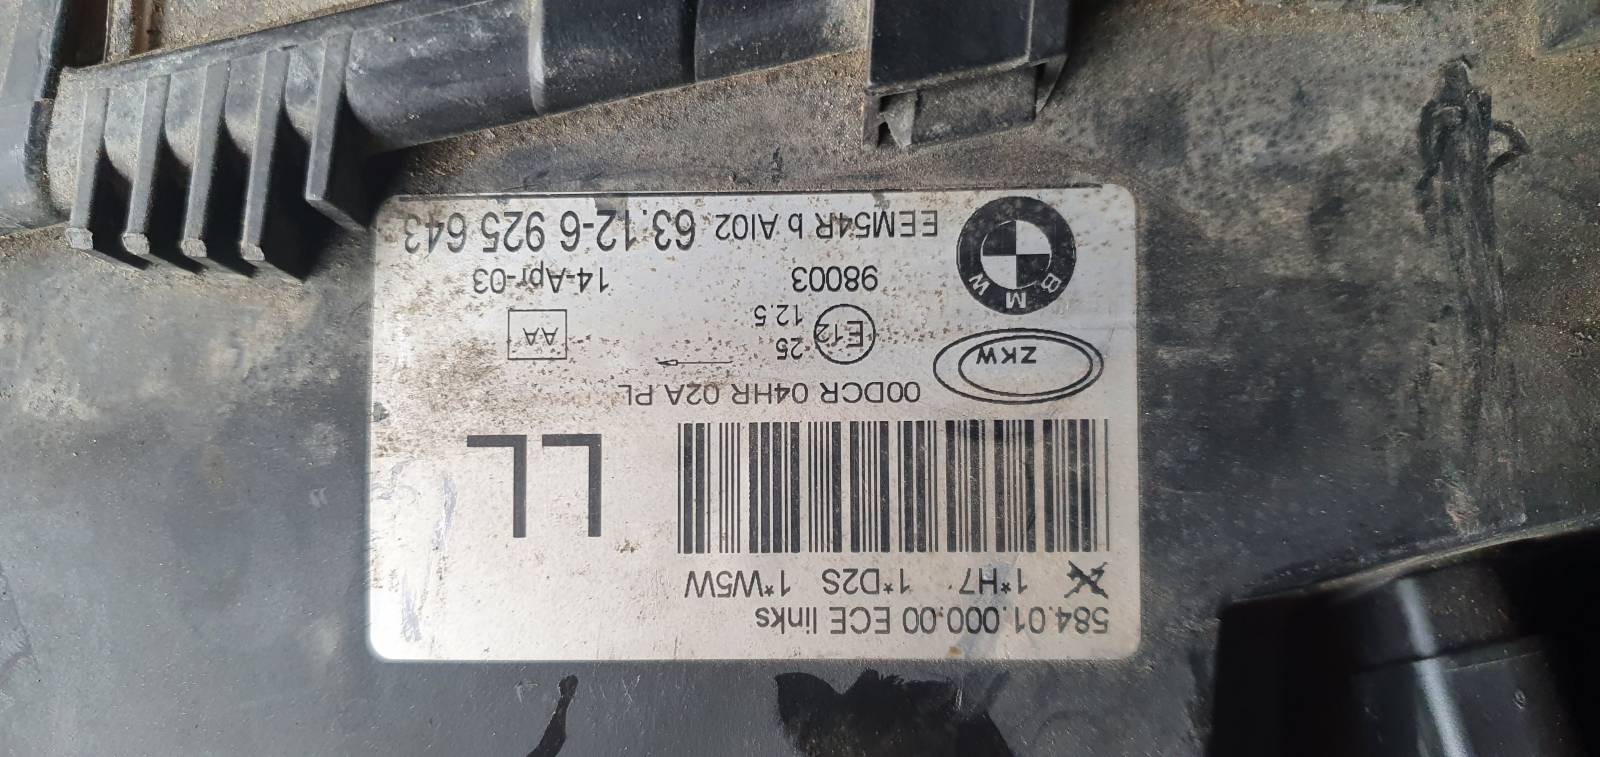 584.01.000.00 ECE links
1*H7 1*D2S 1*W5W
LL
00DCR 04HR 02A PL
ZKW
E12
25
12.5
AA
98003
14-Apr-03
BMW
EEM54R b AI02 63.12-6 925 643